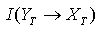 I(Y_T → X_T)